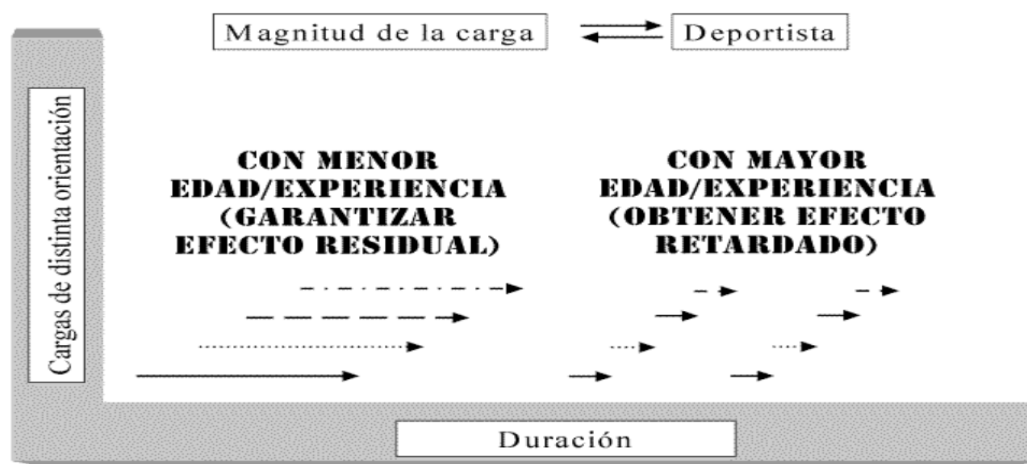 Magnitud de la carga
Deportista
Cargas de distinta orientación
CON MENOR
EDAD/EXPERIENCIA
(GARANTIZAR
EFECTO RESIDUAL)
CON MAYOR
EDAD/EXPERIENCIA
(OBTENER EFECTO
RETARDADO)
Duración